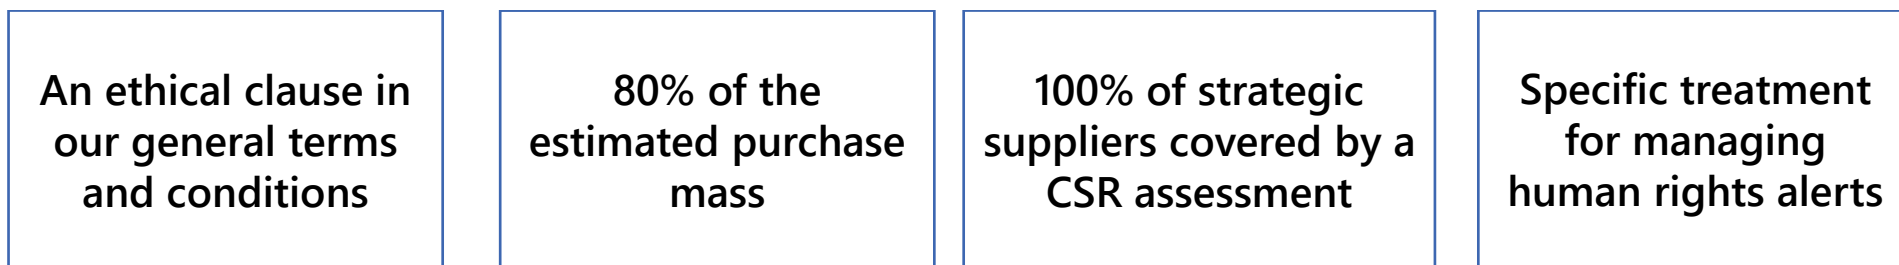 An ethical clause in
our general terms
and conditions
80% of the
estimated purchase
mass
100% of strategic
suppliers covered by a
CSR assessment
Specific treatment
for managing
human rights alerts